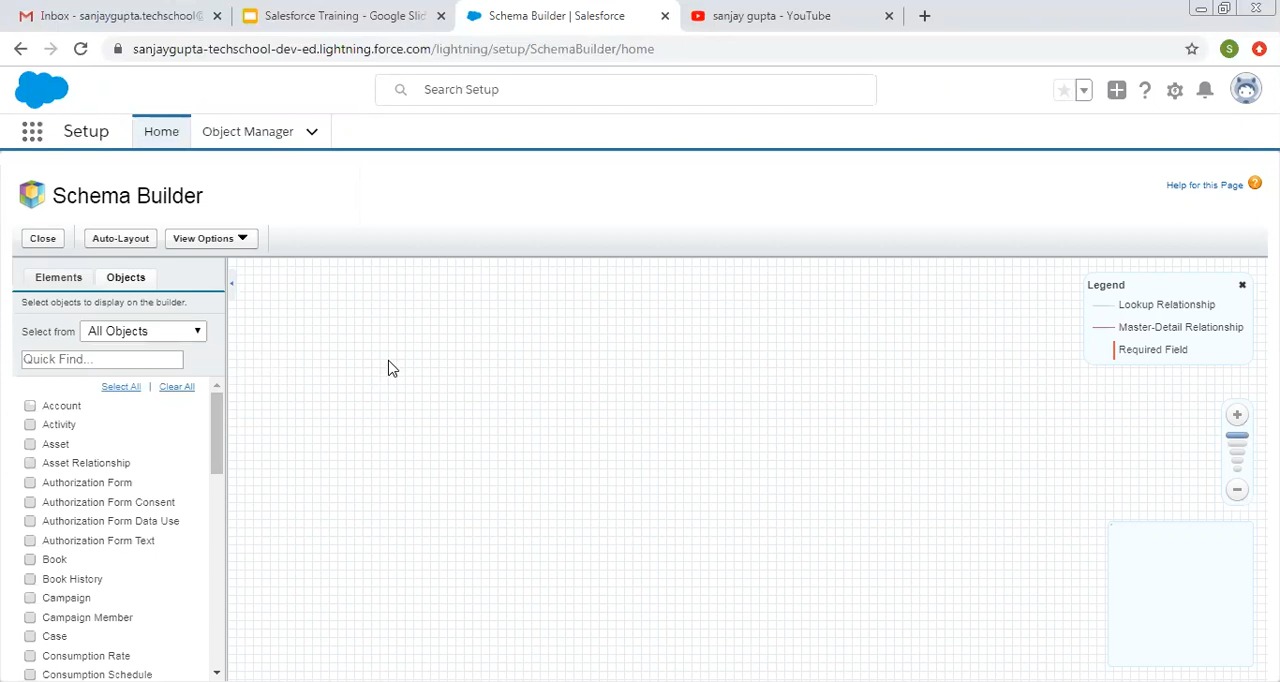 Inbox - sanjaygupta.techschool@
Salesforce Training - Google Slid
Schema Builder | Salesforce
sanjay gupta - YouTube
sanjaygupta-techschool-dev-ed.lightning.force.com/lightning/setup/SchemaBuilder/home
S
Search Setup
Setup
Home
Object Manager
Schema Builder
Help for this Page ?
Close
Auto-Layout
View Options
Elements
Objects
Select objects to display on the builder.
Select from All Objects
Quick Find...
Select All | Clear All
Account
Activity
Asset
Asset Relationship
Authorization Form
Authorization Form Consent
Authorization Form Data Use
Authorization Form Text
Book
Book History
Campaign
Campaign Member
Case
Consumption Rate
Consumption Schedule
Legend
Lookup Relationship
Master-Detail Relationship
Required Field